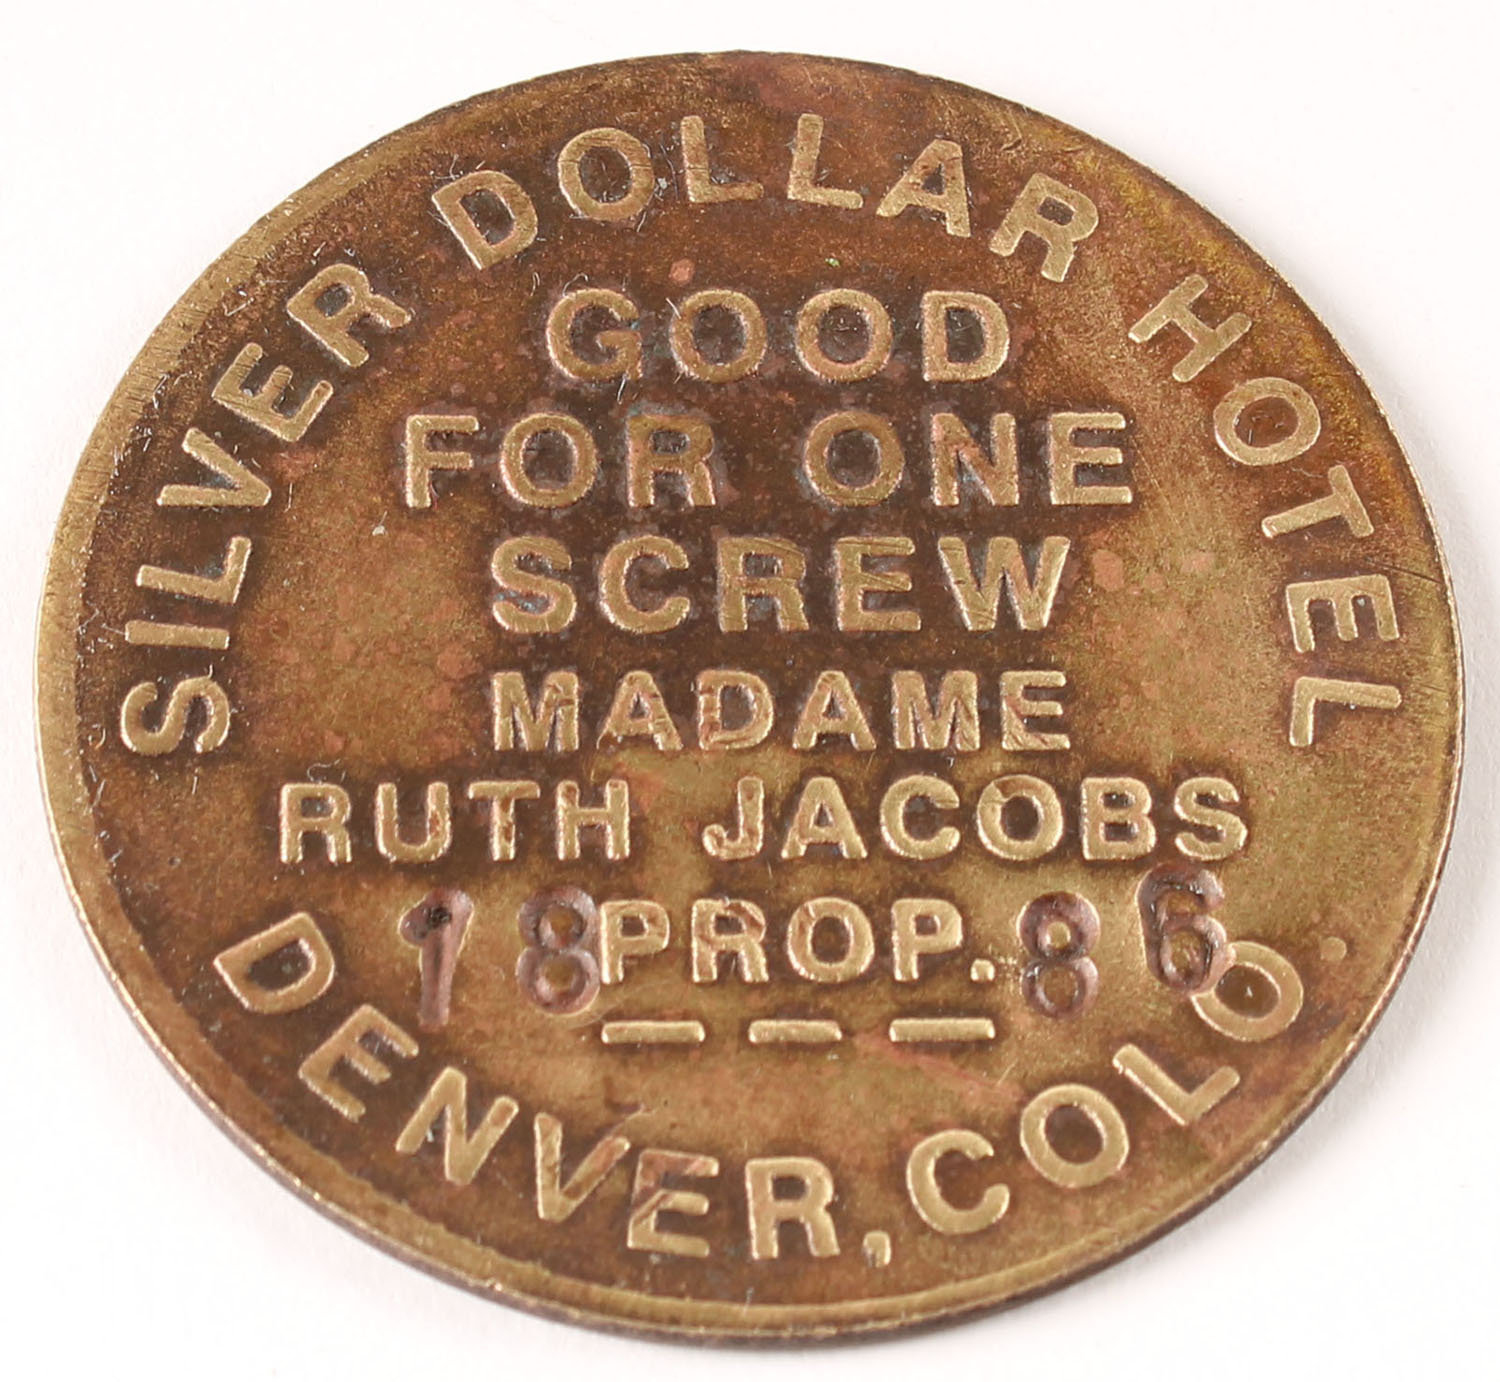 SILVER DOLLAR HOTEL
GOOD
FOR ONE
SCREW
MADAME
RUTH JACOBS
18 PROP. 86
DENVER, COLO.